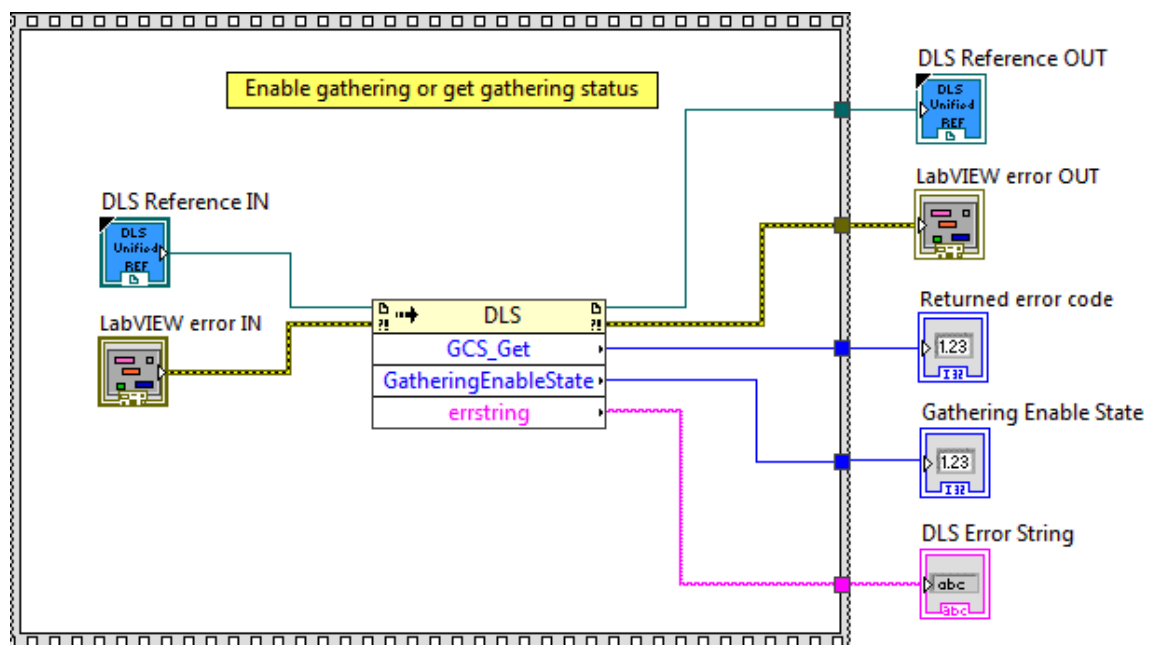 Enable gathering or get gathering status
DLS Reference OUT
DLS
Unified
REF
LabVIEW error OUT
DLS Reference IN
DLS
Unified
REF
LabVIEW error IN
?!
DLS
?!
GCS_Get
GatheringEnableState
errstring
Returned error code
1.23
I32
Gathering Enable State
1.23
I32
DLS Error String
abc
abc